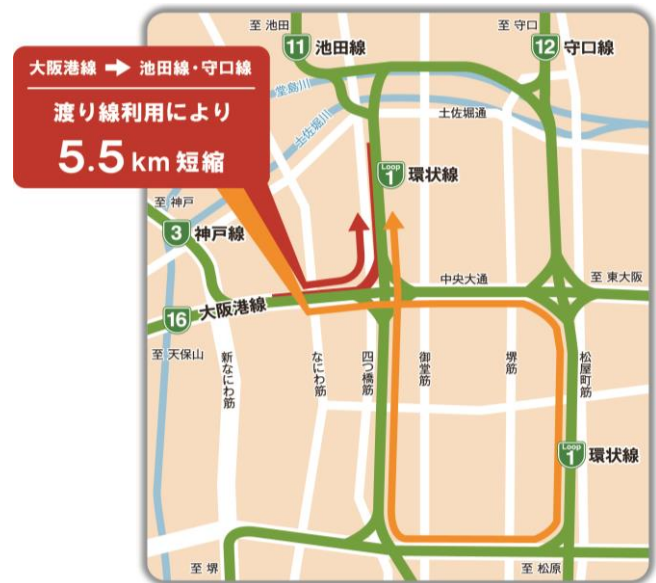 至 池田
11 池田線
至 守口
12 守口線
大阪港線 ➡ 池田線・守口線
渡り線利用により
5.5 km 短縮
堂島川
土佐堀川
土佐堀通
Loop
1 環状線
至 神戸
3 神戸線
中央大通
至 東大阪
16 大阪港線
至 天保山
新なにわ筋
なにわ筋
四つ橋筋
御堂筋
堺筋
松屋町筋
Loop
1 環状線
至 堺
至 松原